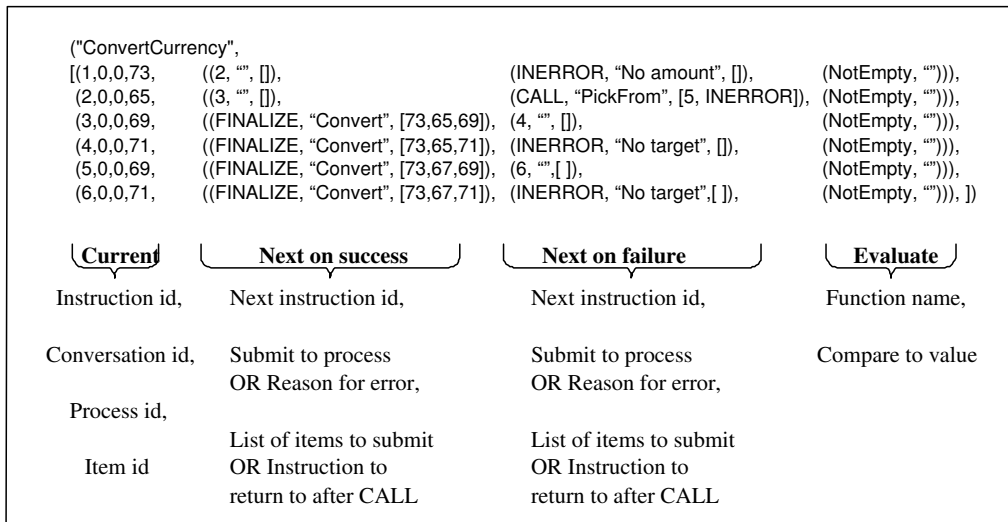 ("ConvertCurrency",
[(1,0,0,73, ((2, “”, []), (INERROR, “No amount”, []), (NotEmpty, “”))),
(2,0,0,65, ((3, “”, []), (CALL, “PickFrom”, [5, INERROR]), (NotEmpty, “”))),
(3,0,0,69, ((FINALIZE, “Convert”, [73,65,69]), (4, “”, []), (NotEmpty, “”))),
(4,0,0,71, ((FINALIZE, “Convert”, [73,65,71]), (INERROR, “No target”, []), (NotEmpty, “”))),
(5,0,0,69, ((FINALIZE, “Convert”, [73,67,69]), (6, “”,[ ]), (NotEmpty, “”))),
(6,0,0,71, ((FINALIZE, “Convert”, [73,67,71]), (INERROR, “No target”,[ ]), (NotEmpty, “”))), ])
Current Next on success Next on failure Evaluate
Instruction id, Next instruction id, Next instruction id, Function name,
Conversation id, Submit to process Submit to process Compare to value
OR Reason for error, OR Reason for error,
Process id,
List of items to submit List of items to submit
Item id OR Instruction to OR Instruction to
return to after CALL return to after CALL